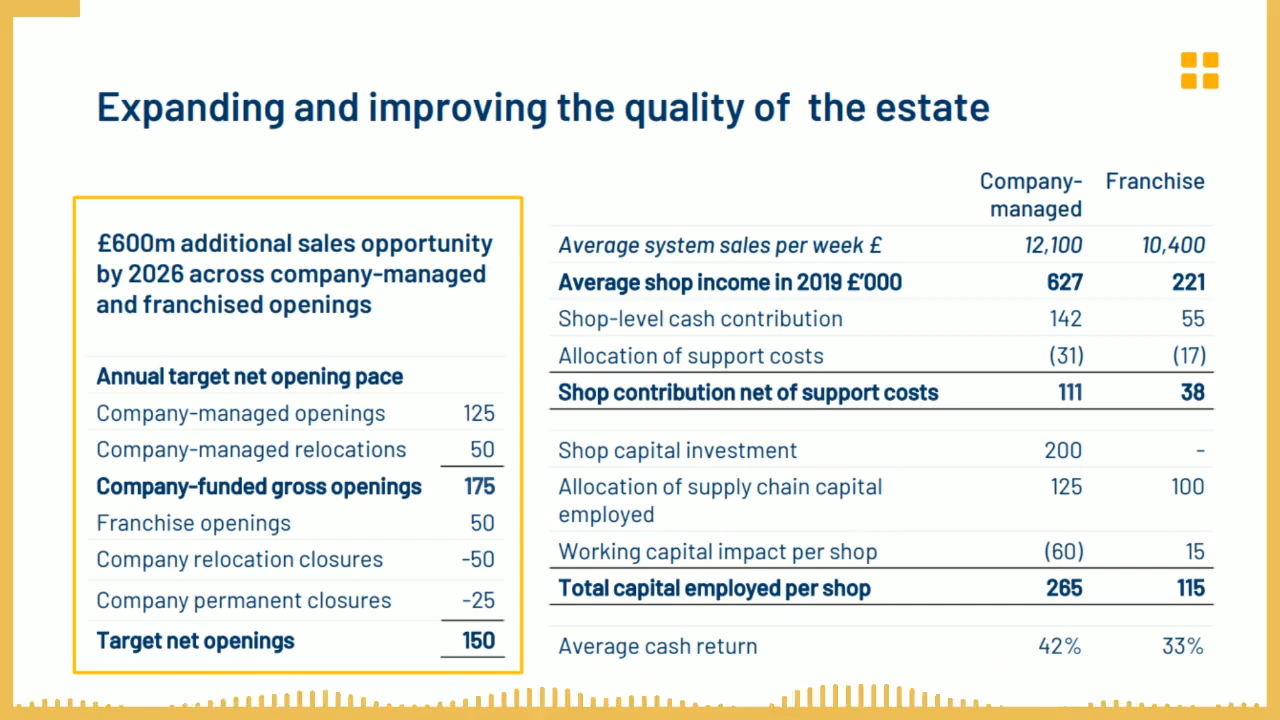 Expanding and improving the quality of the estate
£600m additional sales opportunity
by 2026 across company-managed
and franchised openings
Annual target net opening pace
Company-managed openings 125
Company-managed relocations 50
Company-funded gross openings 175
Franchise openings 50
Company relocation closures -50
Company permanent closures -25
Target net openings 150
Company- Franchise
managed
Average system sales per week £ 12,100 10,400
Average shop income in 2019 £’000 627 221
Shop-level cash contribution 142 55
Allocation of support costs (31) (17)
Shop contribution net of support costs 111 38
Shop capital investment 200 -
Allocation of supply chain capital 125 100
employed
Working capital impact per shop (60) 15
Total capital employed per shop 265 115
Average cash return 42% 33%